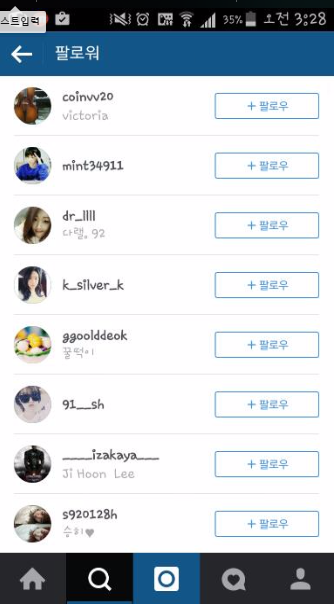 스트입력
35%
오전 3:28
팔로워
coinvv20
victoria
+ 팔로우
mint34911
+ 팔로우
dr_llll
다랠, 92
+ 팔로우
k_silver_k
+ 팔로우
ggoolddeok
꿀떡이
+ 팔로우
91__sh
+ 팔로우
____izakaya___
Ji Hoon Lee
+ 팔로우
s920128h
승희♥
+ 팔로우